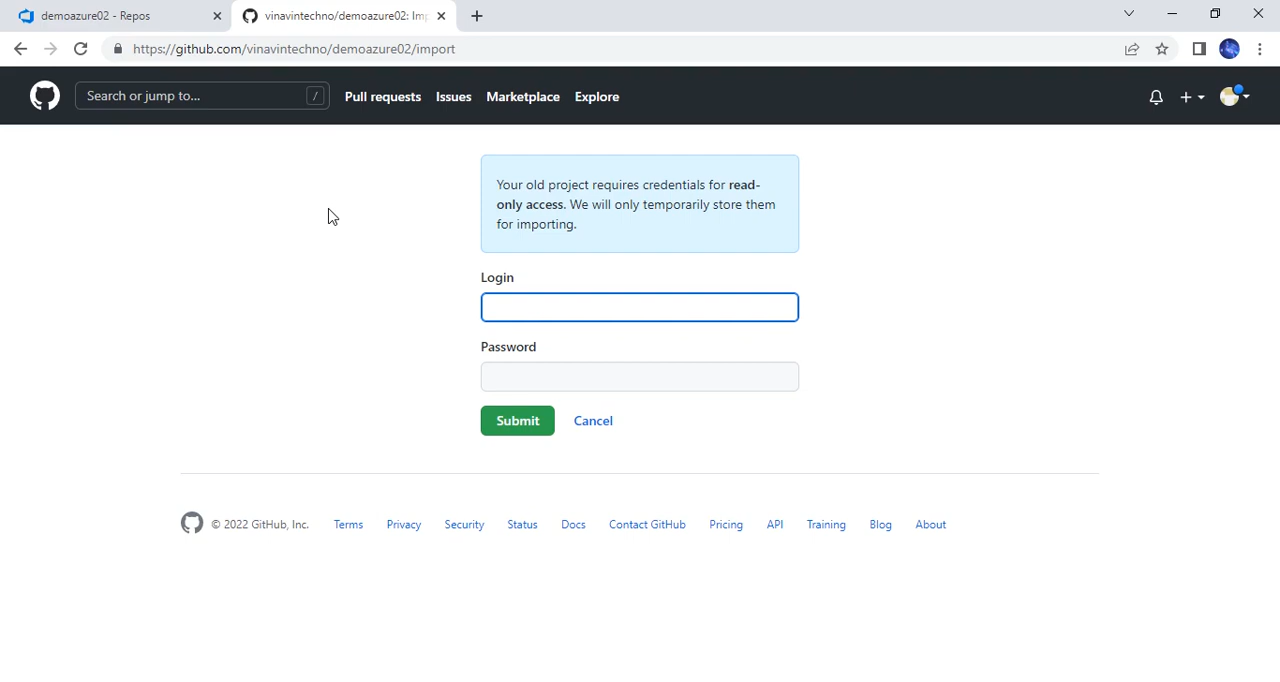 demoazure02 - Repos
vinavintechno/demoazure02: Im
https://github.com/vinavintechno/demoazure02/import
Search or jump to...
/
Pull requests
Issues
Marketplace
Explore
Your old project requires credentials for read-
only access. We will only temporarily store them
for importing.
Login
Password
Submit
Cancel
© 2022 GitHub, Inc.
Terms
Privacy
Security
Status
Docs
Contact GitHub
Pricing
API
Training
Blog
About